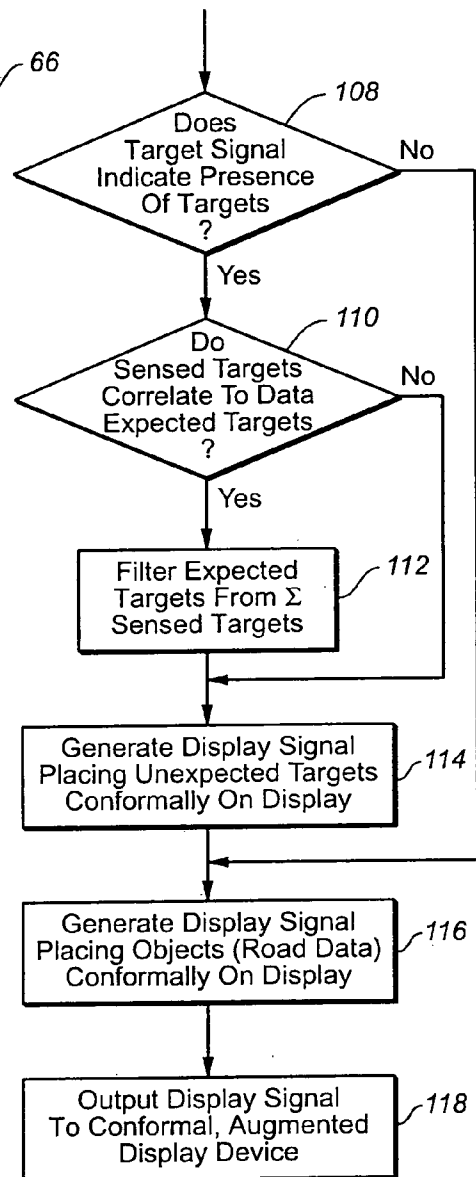 66
108
Does
Target Signal
Indicate Presence
Of Targets
?
No
Yes
110
Do
Sensed Targets
Correlate To Data
Expected Targets
?
No
Yes
112
Filter Expected
Targets From Σ
Sensed Targets
Generate Display Signal
Placing Unexpected Targets
Conformally On Display
114
Generate Display Signal
Placing Objects (Road Data)
Conformally On Display
116
Output Display Signal
To Conformal, Augmented
Display Device
118